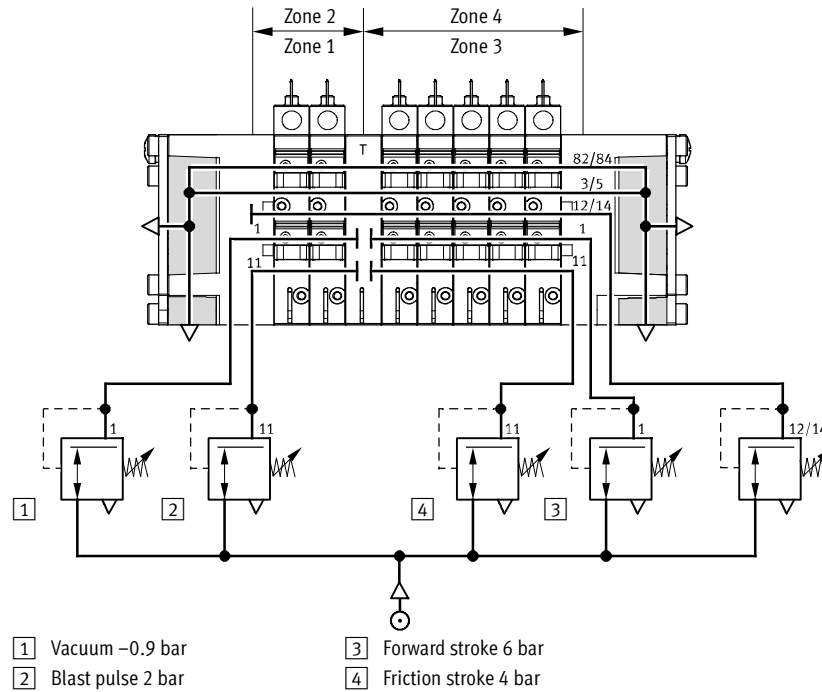 Zone 2 Zone 4
Zone 1 Zone 3
T
82/84
3/5
12/14
1 1
11 11
1 11 11 1 12/14
1 2 4 3
1 Vacuum –0.9 bar 3 Forward stroke 6 bar
2 Blast pulse 2 bar 4 Friction stroke 4 bar